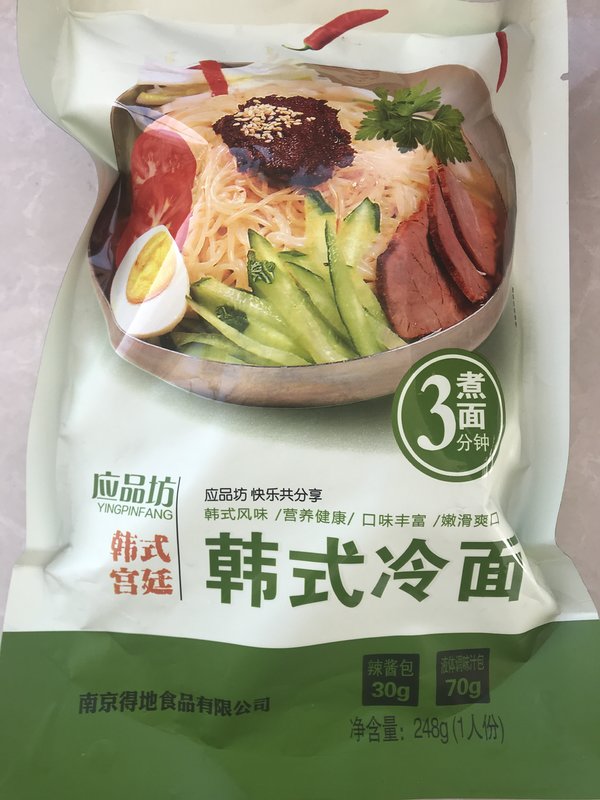 3
煮
面
分钟
应品坊
YINGPINFANG
韩式
宫廷
应品坊 快乐共分享
韩式风味 /营养健康/ 口味丰富 /嫩滑爽口
韩式冷面
辣酱包
30g
液体调味汁包
70g
南京得地食品有限公司
净含量：248g(1人份)